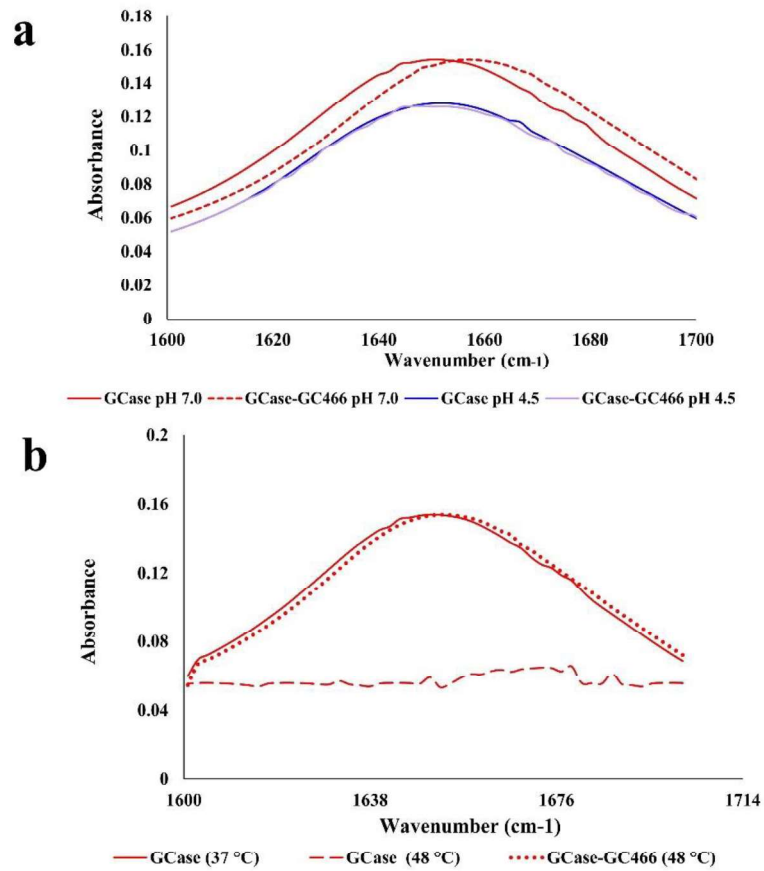 a
0.18
0.16
0.14
0.12
0.1
0.08
0.06
0.04
0.02
0
Absorbance
1600 1620 1640 1660 1680 1700
Wavenumber (cm-1)
GCase pH 7.0 GCase-GC466 pH 7.0 GCase pH 4.5 GCase-GC466 pH 4.5
b
0.2
0.16
0.12
0.08
0.04
0
Absorbance
1600 1638 1676 1714
Wavenumber (cm-1)
GCase (37 °C) GCase (48 °C) GCase-GC466 (48 °C)